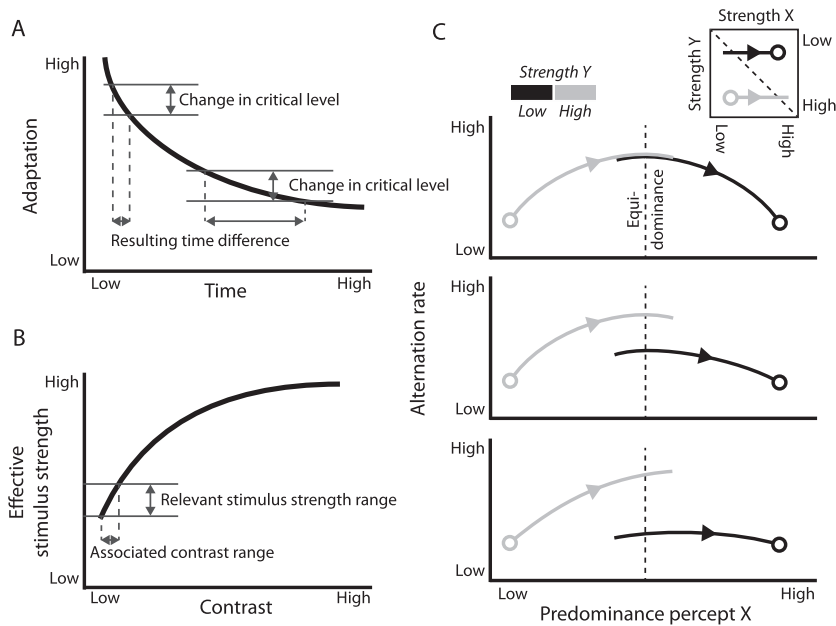 A
High
Change in critical level
Change in critical level
Adaptation
Resulting time difference
Low
Low
Time
High
B
High
Effective
stimulus strength
Relevant stimulus strength range
Associated contrast range
Low
Low
Contrast
High
C
Strength X
Strength Y
Low
High
Low
High
Strength Y
Low
High
High
Equi-
dominance
Low
High
Alternation rate
Low
High
Low
Low
High
Predominance percept X